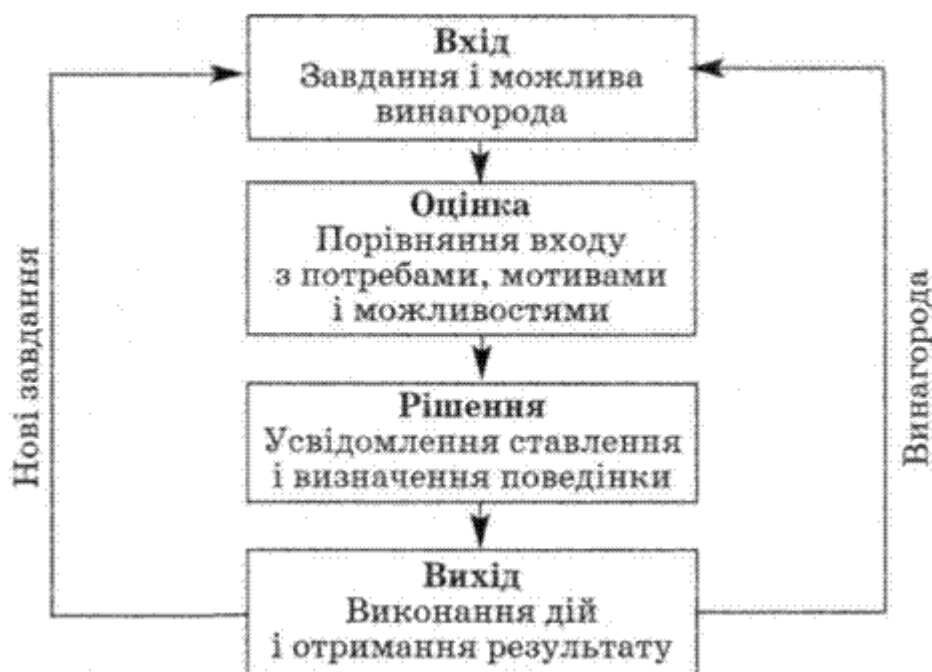 Вхід
Завдання і можлива
винагорода
Оцінка
Порівняння входу
з потребами, мотивами
і можливостями
Рішення
Усвідомлення ставлення
і визначення поведінки
Вихід
Виконання дій
і отримання результату
Нові завдання
Винагорода